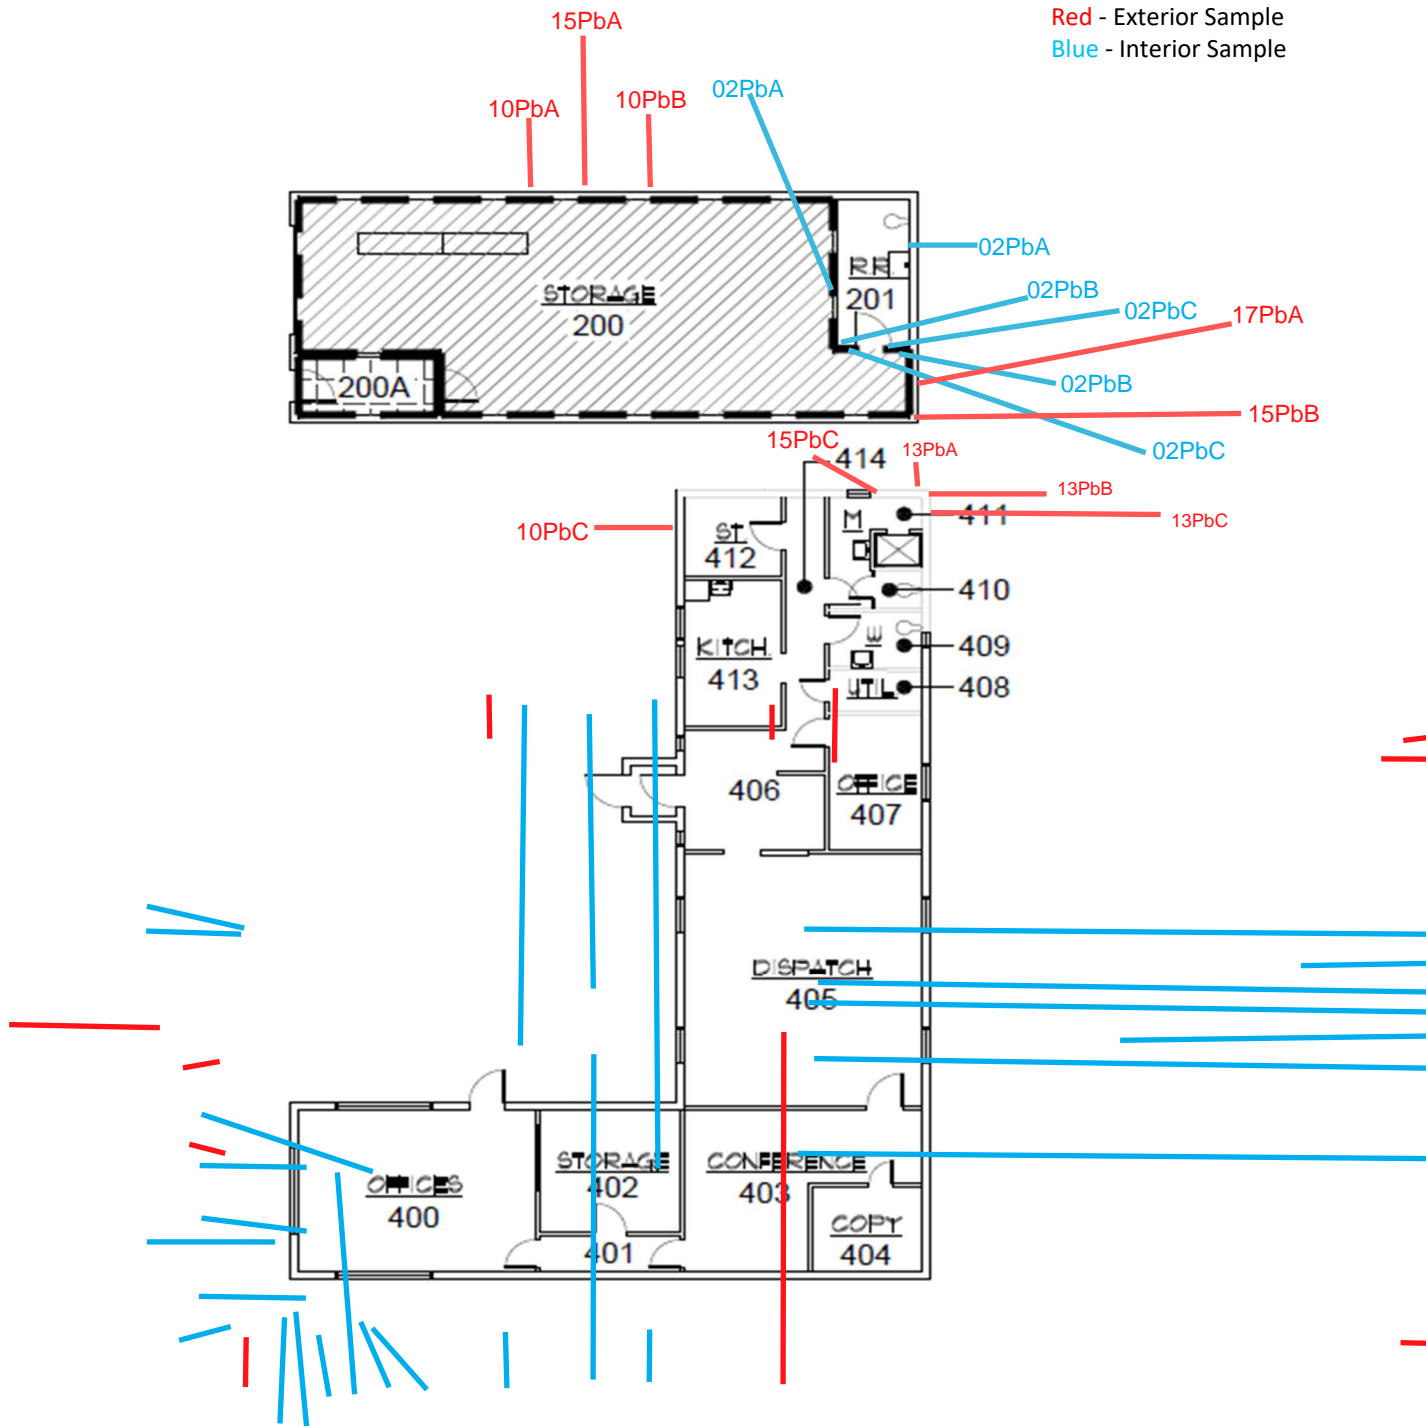 Red - Exterior Sample
Blue - Interior Sample
15PbA
10PbA
10PbB
02PbA
02PbA
R.R.
201
STORAGE
200
02PbB
02PbC
17PbA
200A
02PbB
15PbB
15PbC
02PbC
414
13PbA
13PbB
10PbC
M
411
13PbC
ST.
412
410
W
409
KITCH.
413
UTIL
408
406
OFFICE
407
DISPATCH
405
OFFICES
400
STORAGE
402
CONFERENCE
403
COPY
404
401